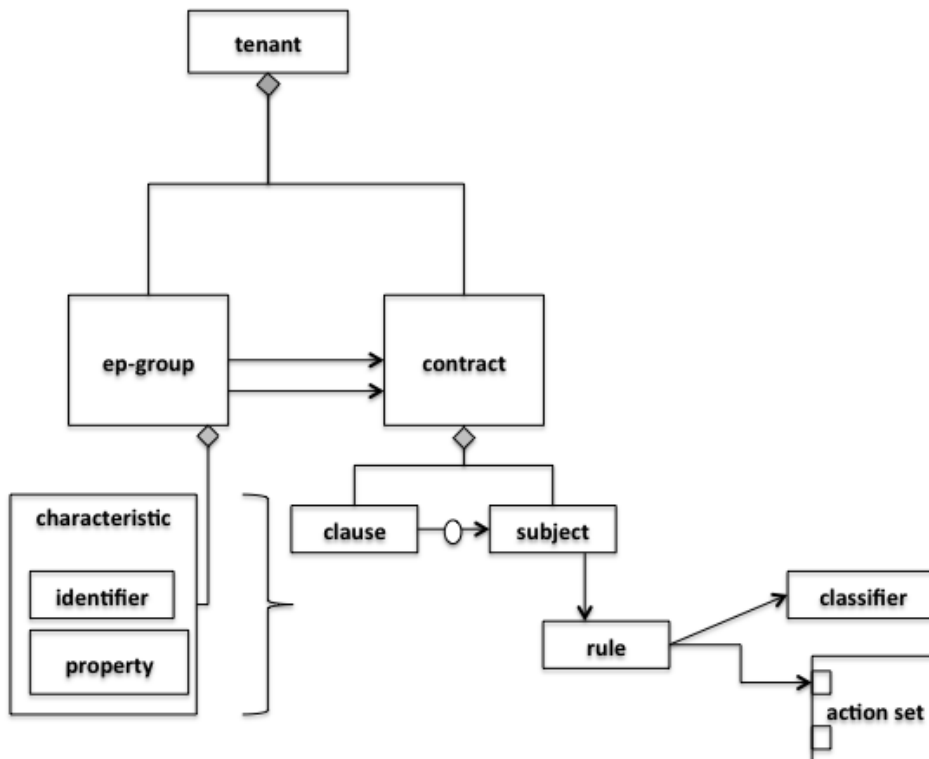 tenant
ep-group
contract
characteristic
clause
subject
identifier
classifier
property
rule
action set